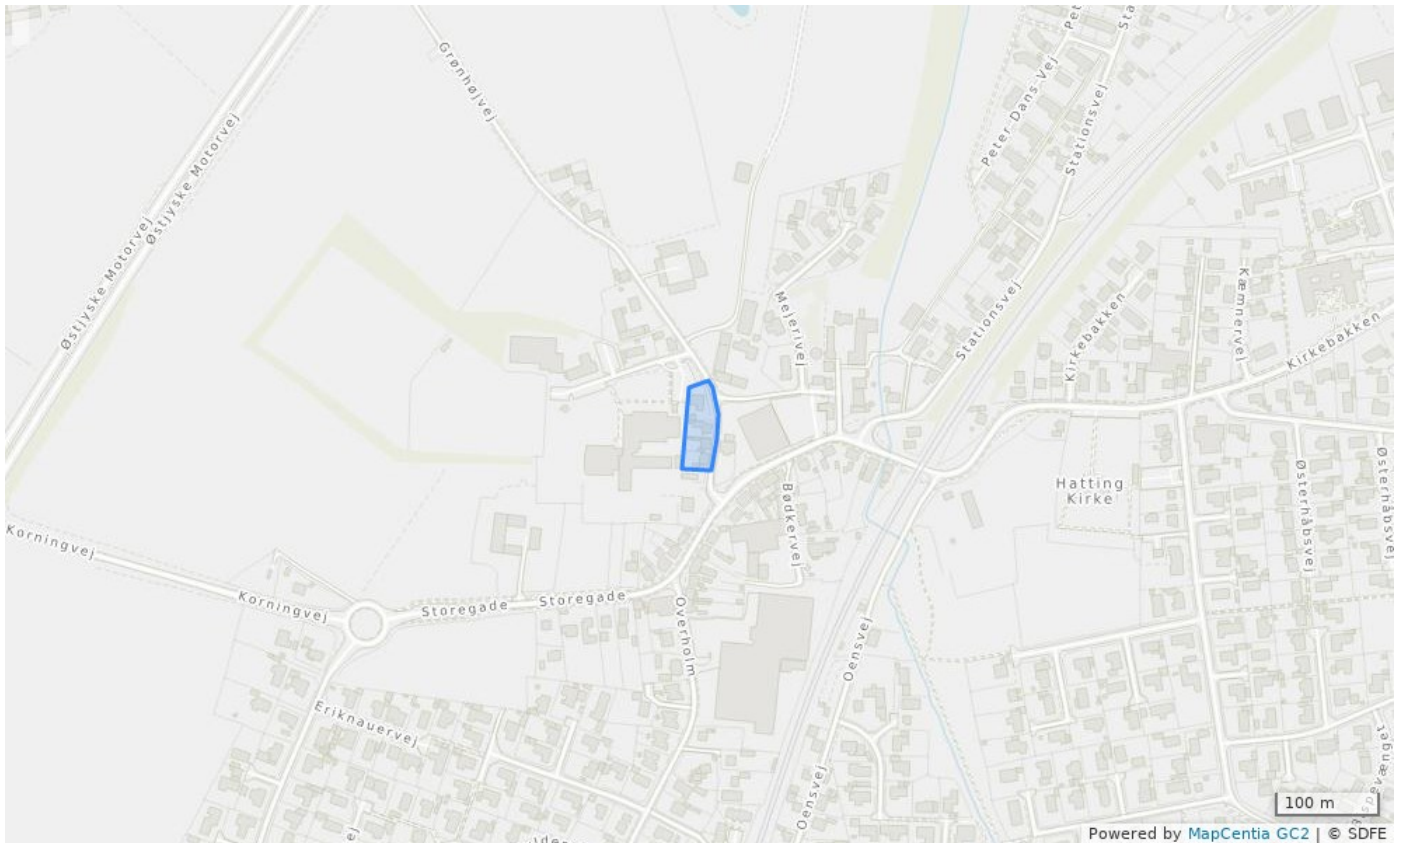 Grønhøjvej
Østjyske Motorvej
Østjyske Motorvej
Peter Dans Vej
Stationsvej
Stationsvej
Mejerivej
Kirkebakken
Kæmnervej
Kirkebakken
Hatting
Kirke
Østerhåbsvej
Østerhåbsvej
Bødkervej
Korningvej
Korningvej
Storegade
Storegade
Overholm
Oensvej
Oensvej
Eriknauervej
100 m
Powered by MapCentia GC2 | © SDFE